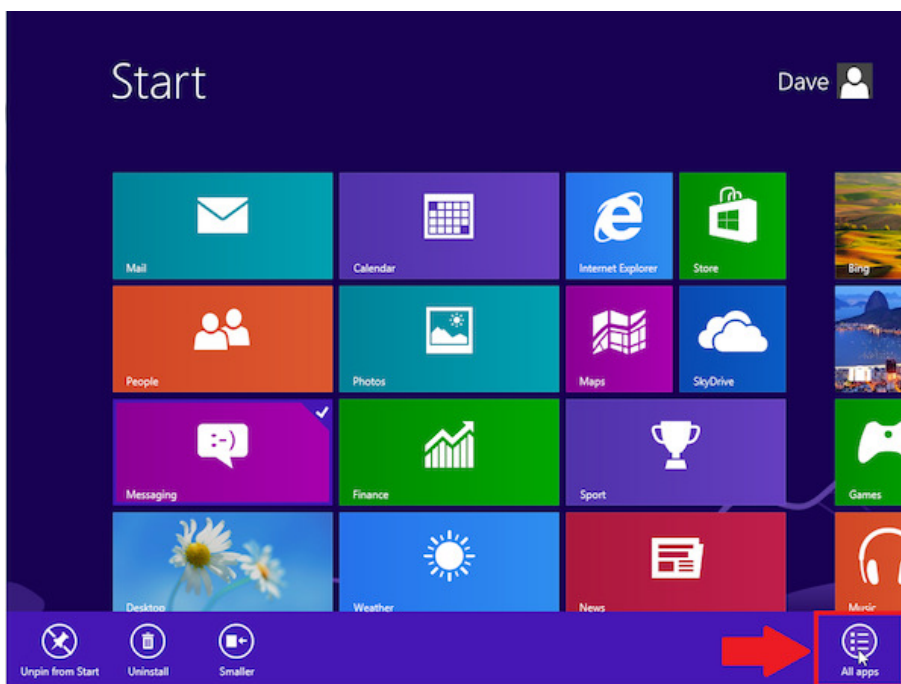 Start
Dave
Mail
Calendar
Internet Explorer
Store
Bing
People
Photos
Maps
SkyDrive
:-)
Messaging
Finance
Sport
Games
Desktop
Weather
News
Music
Unpin from Start
Uninstall
Smaller
All apps